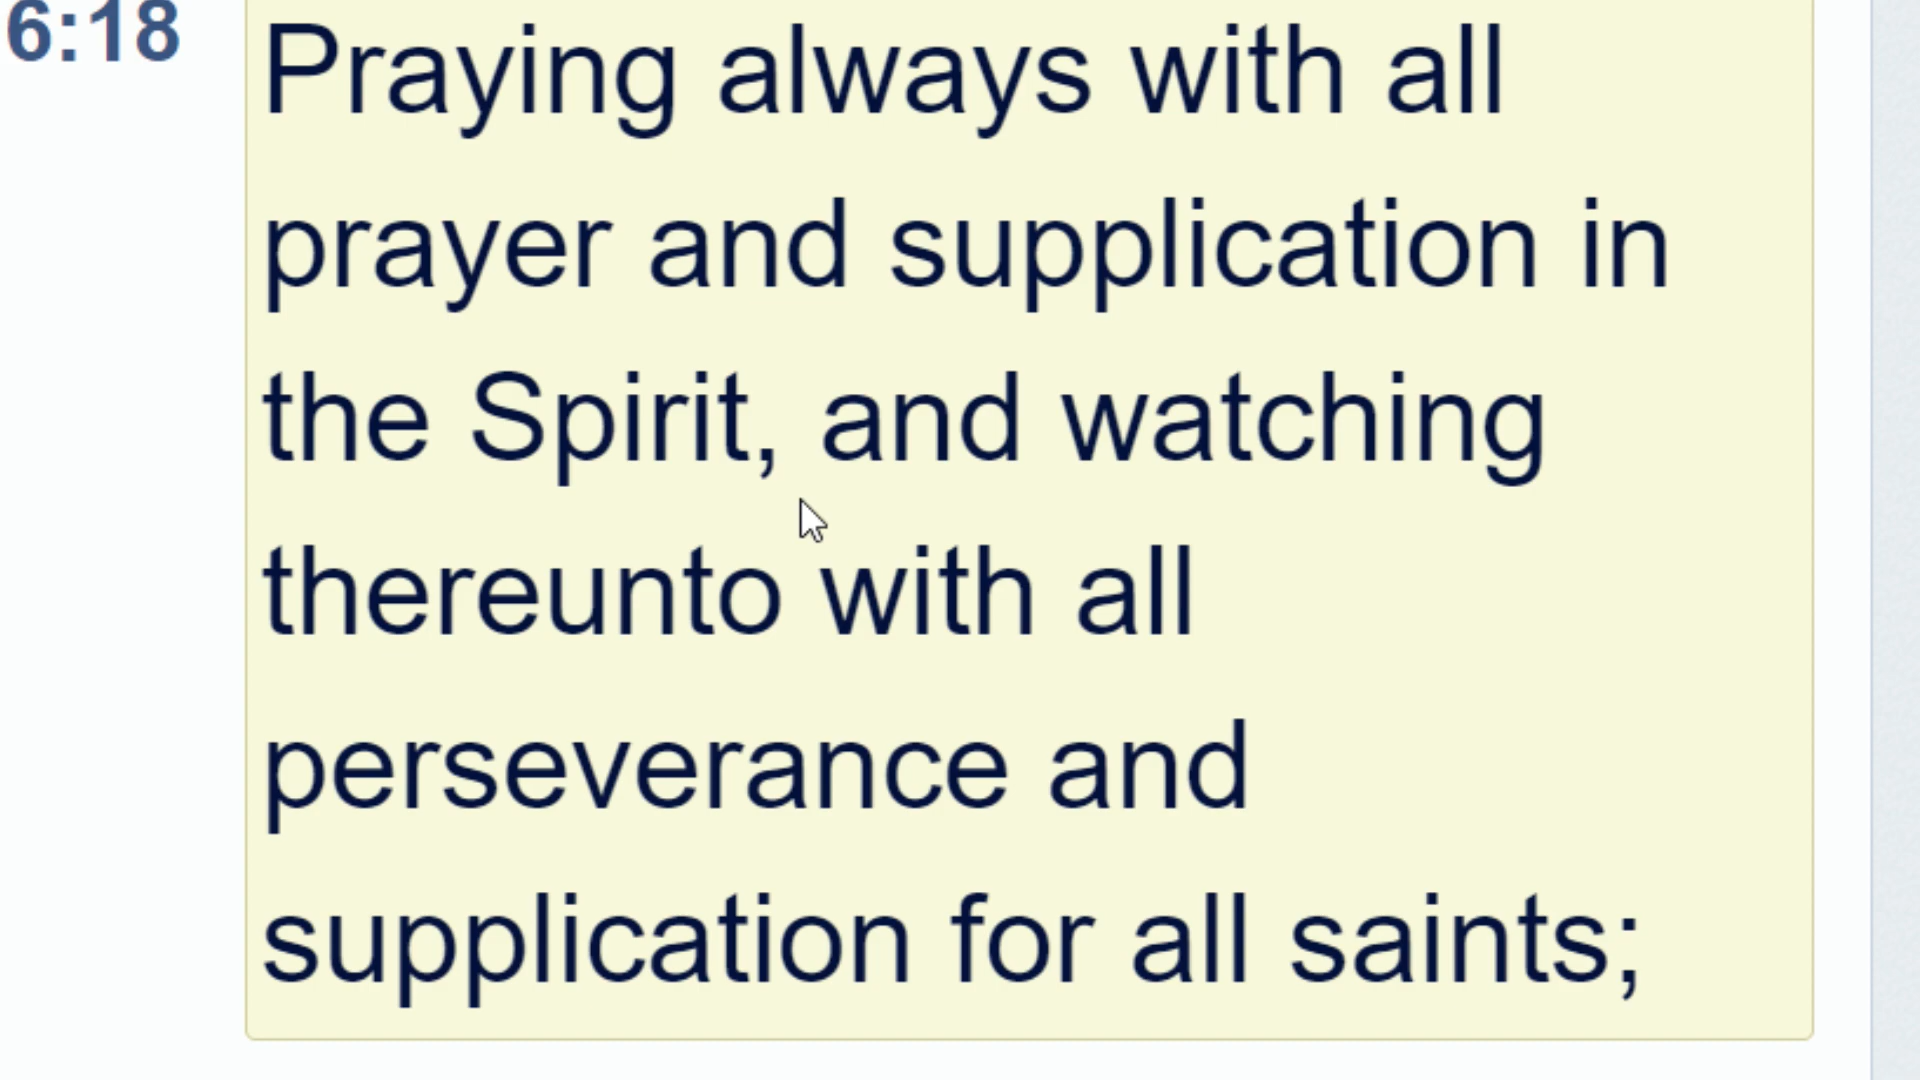 6:18 Praying always with all
prayer and supplication in
the Spirit, and watching
thereunto with all
perseverance and
supplication for all saints;